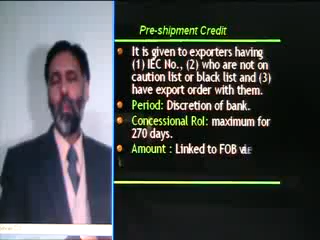 Pre-shipment Credit
It is given to exporters having
(1) IEC No., (2) who are not on
caution list or black list and (3)
have export order with them.
Period: Discretion of bank.
Concessional RoI: maximum for
270 days.
Amount : Linked to FOB